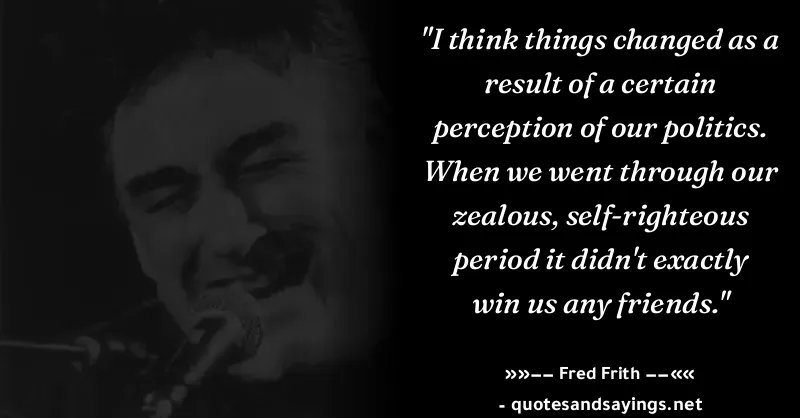 "I think things changed as a
result of a certain
perception of our politics.
When we went through our
zealous, self-righteous
period it didn't exactly
win us any friends."
»»−− Fred Frith −−««
- quotesandsayings.net